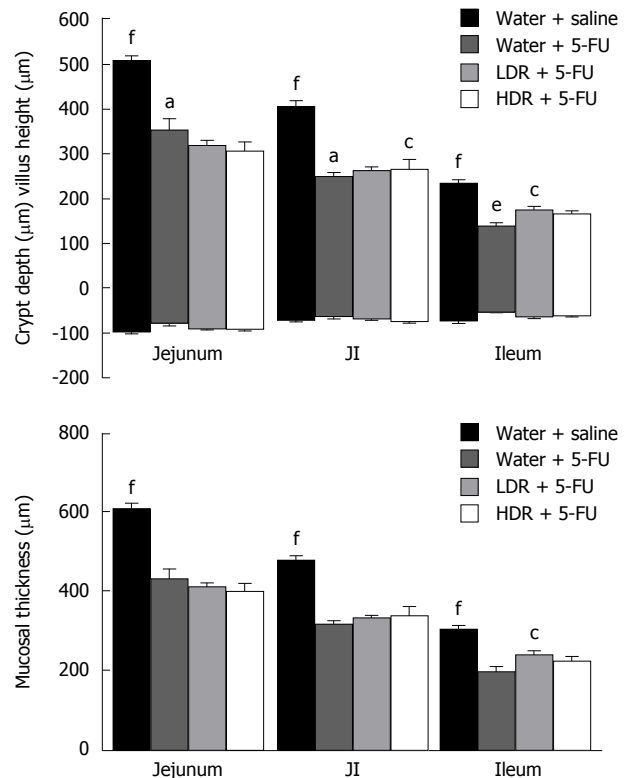 600
500
400
300
200
100
0
-100
-200
Crypt depth (μm) villus height (μm)
f
a
f
a
c
f
e
c
Water + saline
Water + 5-FU
LDR + 5-FU
HDR + 5-FU
Jejunum
JI
Ileum
800
600
400
200
0
Mucosal thickness (μm)
f
f
f
c
Water + saline
Water + 5-FU
LDR + 5-FU
HDR + 5-FU
Jejunum
JI
Ileum